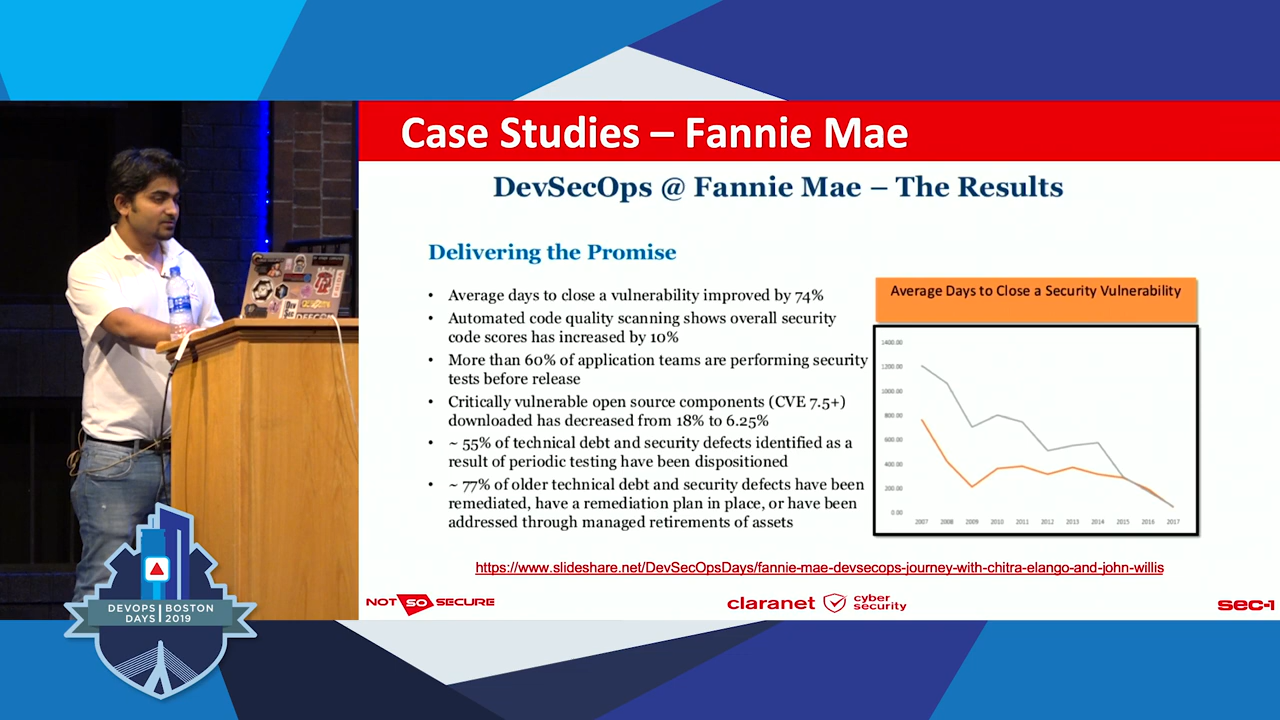 Case Studies – Fannie Mae
DevSecOps @ Fannie Mae – The Results
Delivering the Promise
• Average days to close a vulnerability improved by 74%
• Automated code quality scanning shows overall security
code scores has increased by 10%
• More than 60% of application teams are performing security
tests before release
• Critically vulnerable open source components (CVE 7.5+)
downloaded has decreased from 18% to 6.25%
• ~ 55% of technical debt and security defects identified as a
result of periodic testing have been dispositioned
• ~ 77% of older technical debt and security defects have been
remediated, have a remediation plan in place, or have been
addressed through managed retirements of assets
Average Days to Close a Security Vulnerability
1400.00
1200.00
1000.00
800.00
600.00
400.00
200.00
0.00
2007 2008 2009 2010 2011 2012 2013 2014 2015 2016 2017
https://www.slideshare.net/DevSecOpsDays/fannie-mae-devsecops-journey-with-chitra-elango-and-john-willis
NOT SO SECURE
claranet cyber
security
sec-1
DEVOPS BOSTON
DAYS 2019